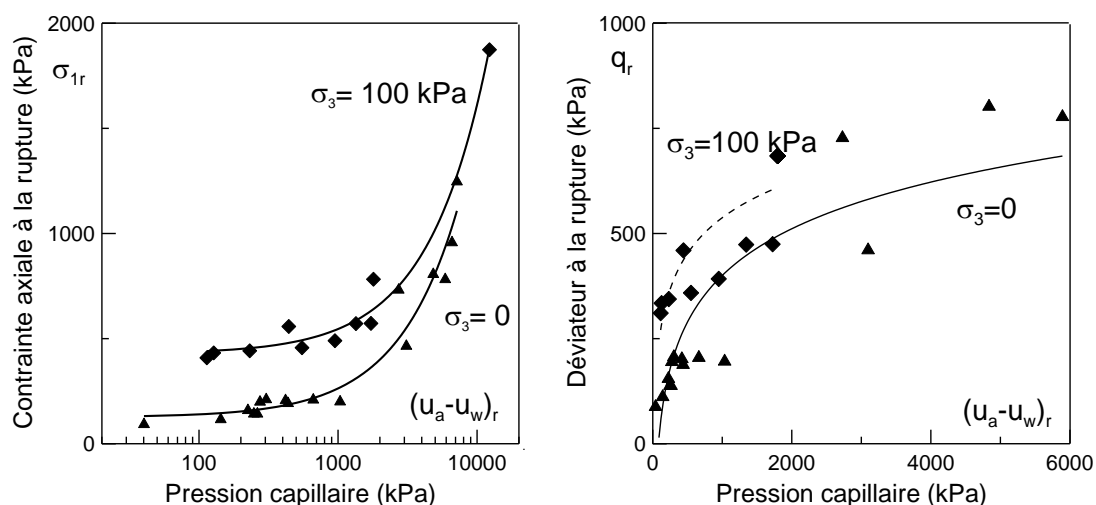 2000
1000
0
Contrainte axiale à la rupture (kPa)
σ1r
σ3= 100 kPa
σ3= 0
(ua-uw)r
100
1000
10000
Pression capillaire (kPa)
1000
500
0
Déviateur à la rupture (kPa)
qr
σ3=100 kPa
σ3=0
(ua-uw)r
0
2000
4000
6000
Pression capillaire (kPa)